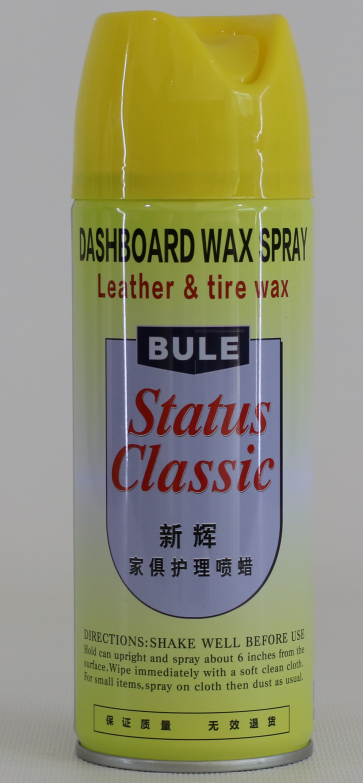 DASHBOARD WAX SPRAY
Leather & tire wax
BULE
Status
Classic
新辉
家俱护理喷蜡
DIRECTIONS:SHAKE WELL BEFORE USE
Hold can upright and spray about 6 inches from the
surface.Wipe immediately with a soft clean cloth.
For small items,spray on cloth then dust as usual.
保证质量 无效退货